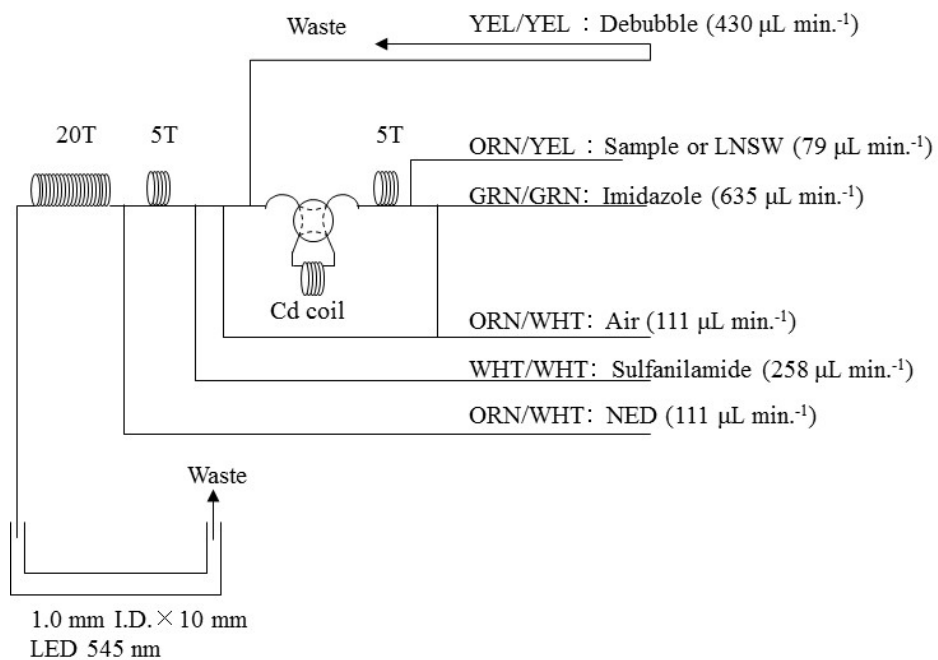 Waste
YEL/YEL : Debubble (430 μL min.-1)
20T
5T
5T
ORN/YEL : Sample or LNSW (79 μL min.-1)
GRN/GRN: Imidazole (635 μL min.-1)
Cd coil
ORN/WHT: Air (111 μL min.-1)
WHT/WHT: Sulfanilamide (258 μL min.-1)
ORN/WHT: NED (111 μL min.-1)
Waste
1.0 mm I.D.×10 mm
LED 545 nm